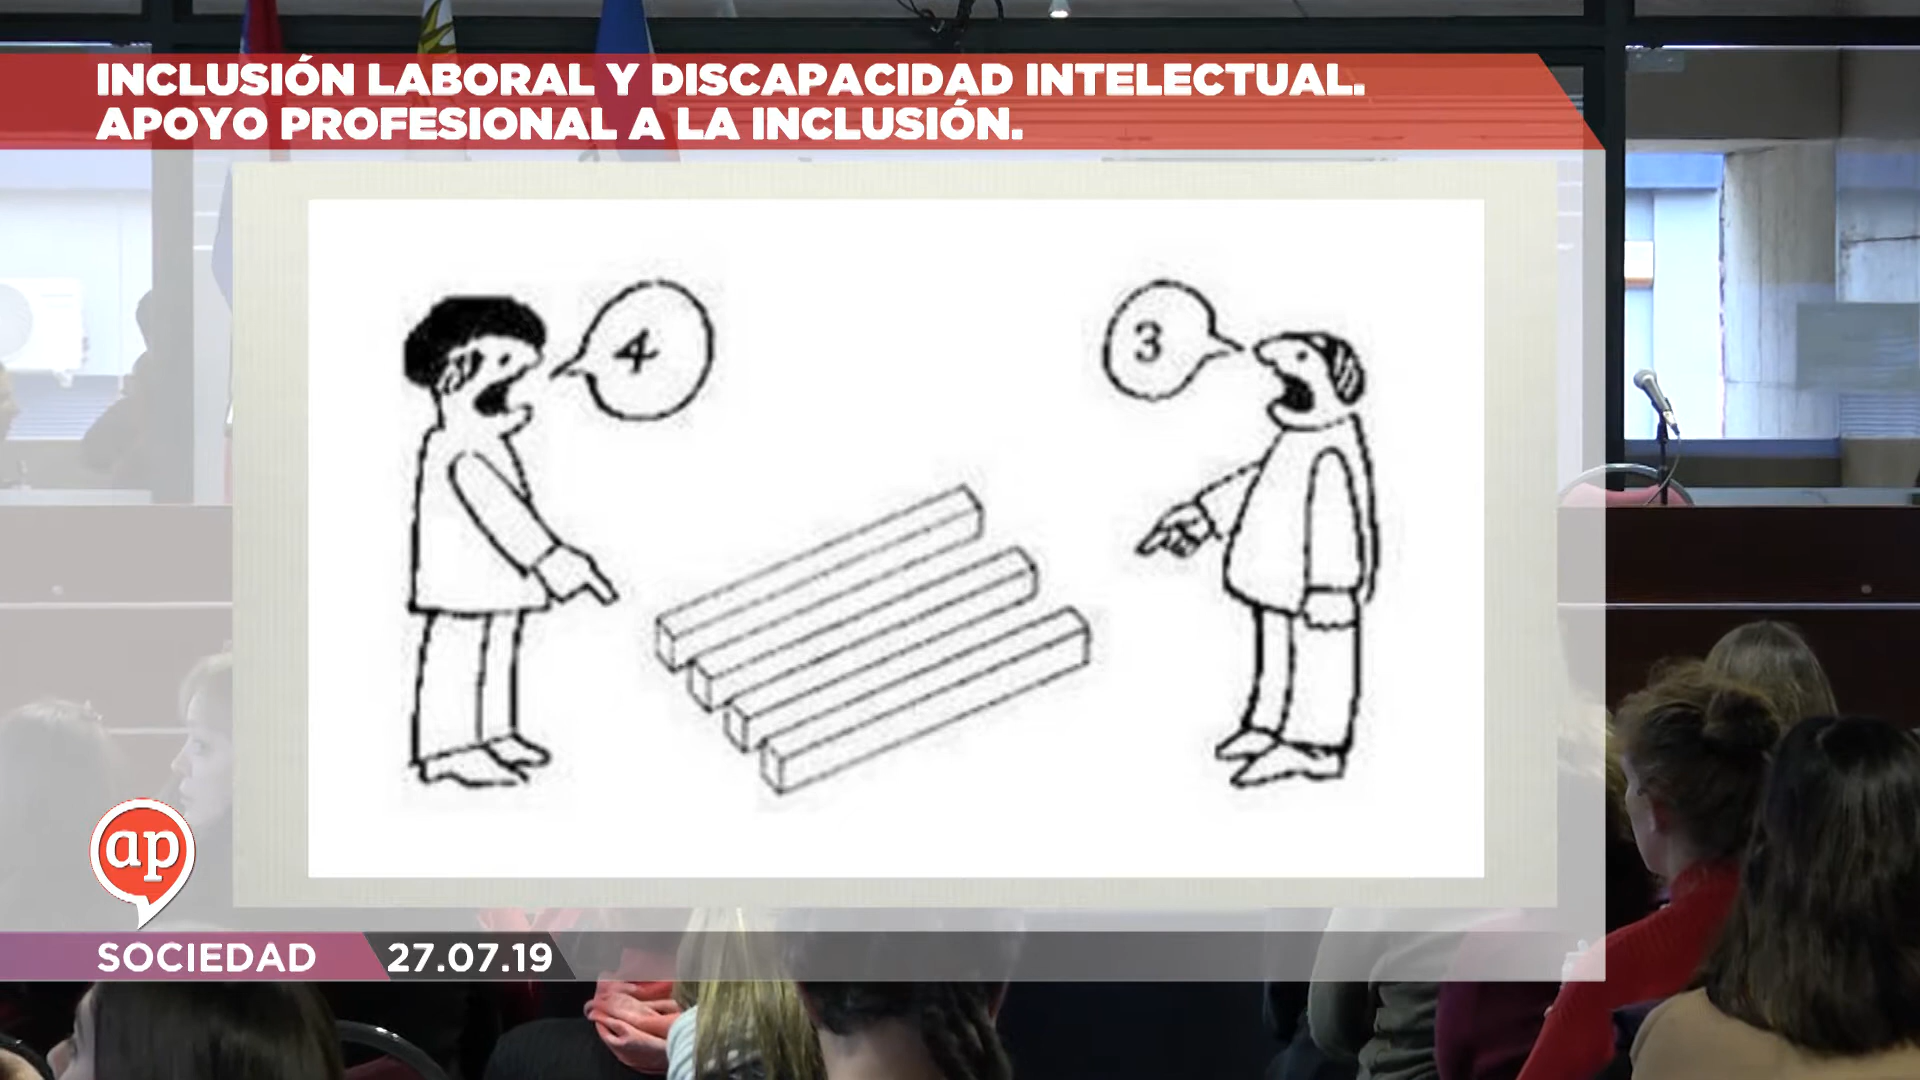 INCLUSIÓN LABORAL Y DISCAPACIDAD INTELECTUAL.
APOYO PROFESIONAL A LA INCLUSIÓN.
4
3
ap
SOCIEDAD
27.07.19